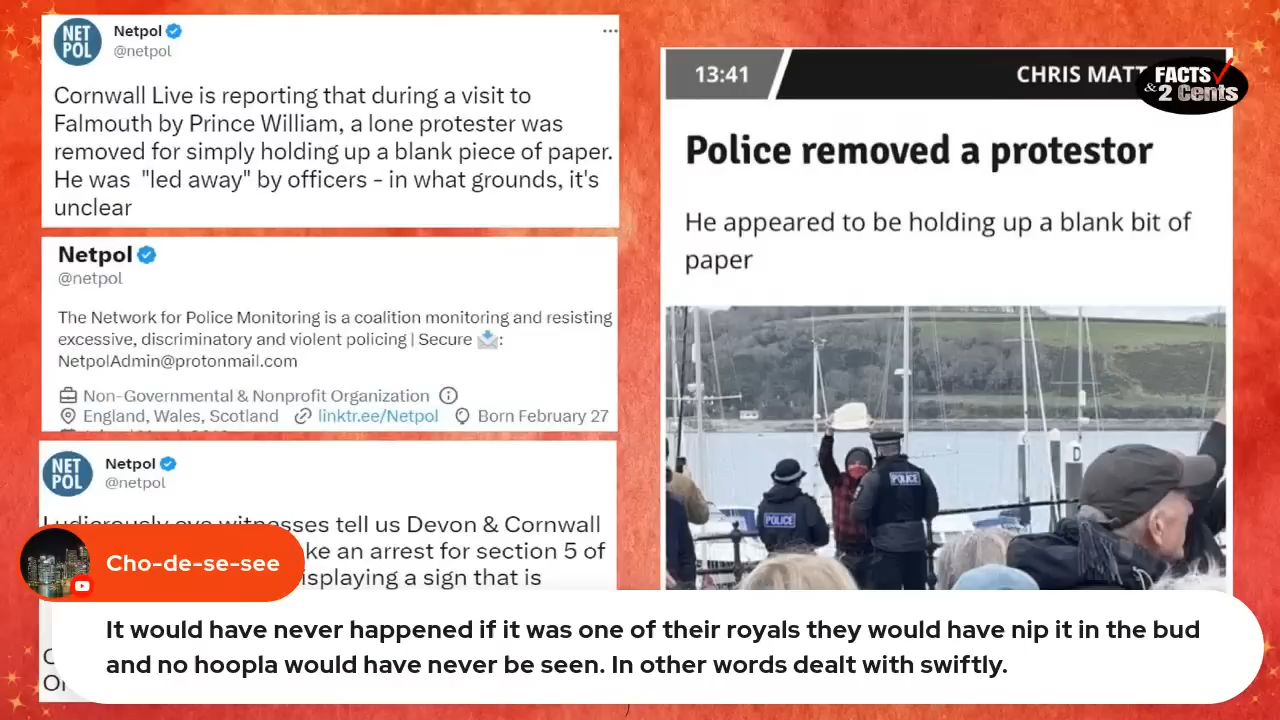 NET
POL
Netpol
@netpol
Cornwall Live is reporting that during a visit to
Falmouth by Prince William, a lone protester was
removed for simply holding up a blank piece of paper.
He was "led away" by officers - in what grounds, it's
unclear
Netpol
@netpol
The Network for Police Monitoring is a coalition monitoring and resisting
excessive, discriminatory and violent policing | Secure :
NetpolAdmin@protonmail.com
Non-Governmental & Nonprofit Organization
England, Wales, Scotland linktr.ee/Netpol Born February 27
NET
POL
Netpol
@netpol
Ludicrously eye witnesses tell us Devon & Cornwall
ke an arrest for section 5 of
isplaying a sign that is
13:41
CHRIS MATT
FACTS
& 2 Cents
Police removed a protestor
He appeared to be holding up a blank bit of
paper
POLICE
POLICE
D
Cho-de-se-see
It would have never happened if it was one of their royals they would have nip it in the bud
and no hoopla would have never be seen. In other words dealt with swiftly.